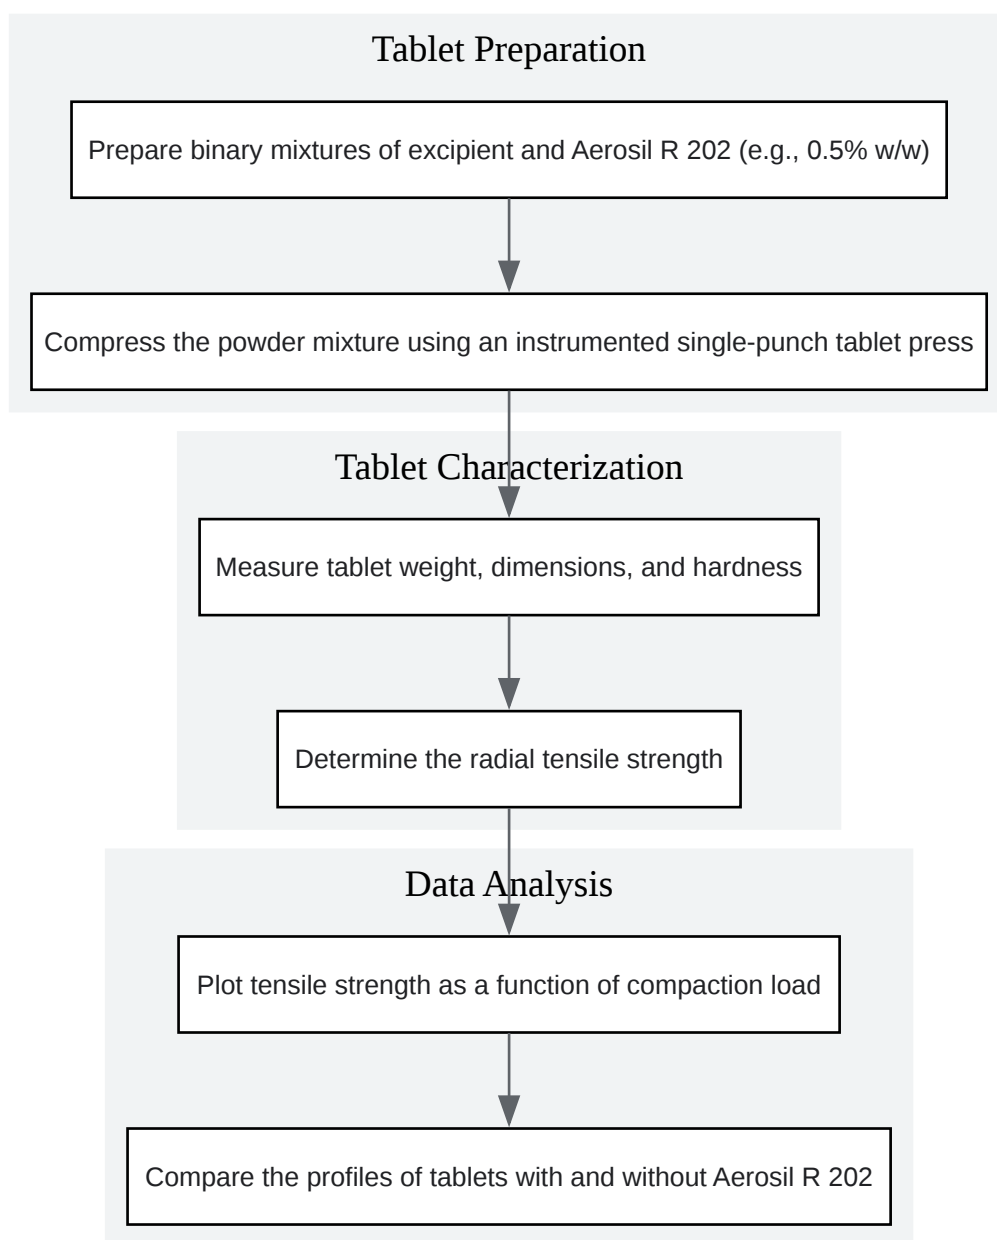 Tablet Preparation
Prepare binary mixtures of excipient and Aerosil R 202 (e.g., 0.5% w/w)
Compress the powder mixture using an instrumented single-punch tablet press
Tablet Characterization
Measure tablet weight, dimensions, and hardness
Determine the radial tensile strength
Data Analysis
Plot tensile strength as a function of compaction load
Compare the profiles of tablets with and without Aerosil R 202